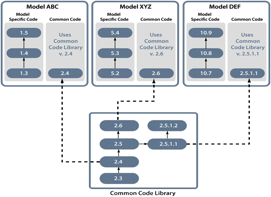 Model ABC
Model
Specific Code
Common Code
1.5
1.4
1.3
Uses
Common
Code Library
v. 2.4
2.4
Model XYZ
Model
Specific Code
Common Code
5.4
5.3
5.2
Uses
Common
Code Library
v. 2.6
2.6
Model DEF
Model
Specific Code
Common Code
10.9
10.8
10.7
Uses
Common
Code Library
v. 2.5.1.1
2.5.1.1
2.6
2.5.1.2
2.5
2.5.1.1
2.4
2.3
Common Code Library